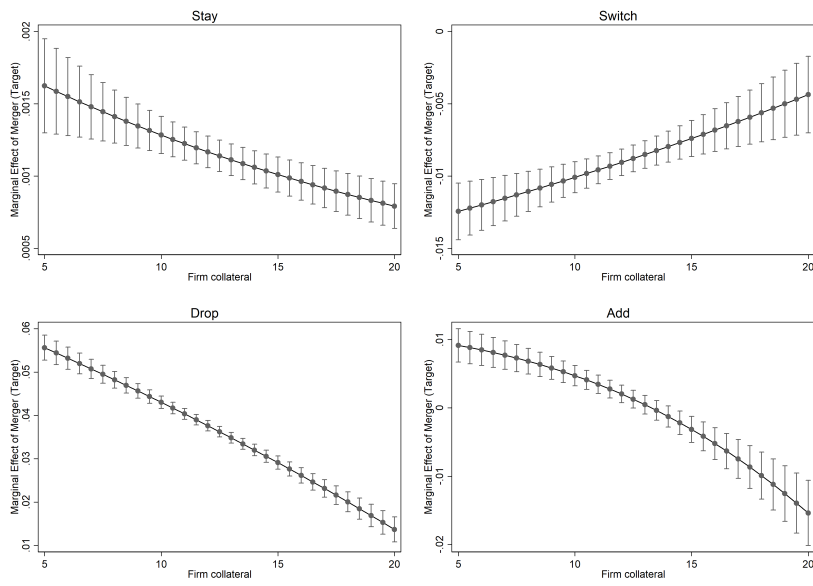 Stay
Marginal Effect of Merger (Target)
.002
.0015
.001
.0005
5 10 15 20
Firm collateral
Switch
Marginal Effect of Merger (Target)
0
-.005
-.01
-.015
5 10 15 20
Firm collateral
Drop
Marginal Effect of Merger (Target)
.06
.05
.04
.03
.02
.01
5 10 15 20
Firm collateral
Add
Marginal Effect of Merger (Target)
.01
0
-.01
-.02
5 10 15 20
Firm collateral